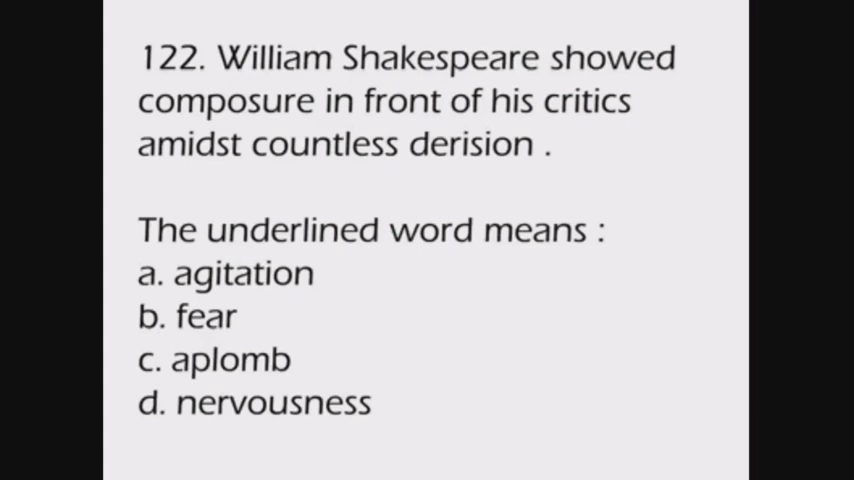 122. William Shakespeare showed
composure in front of his critics
amidst countless derision .
The underlined word means :
a. agitation
b. fear
c. aplomb
d. nervousness